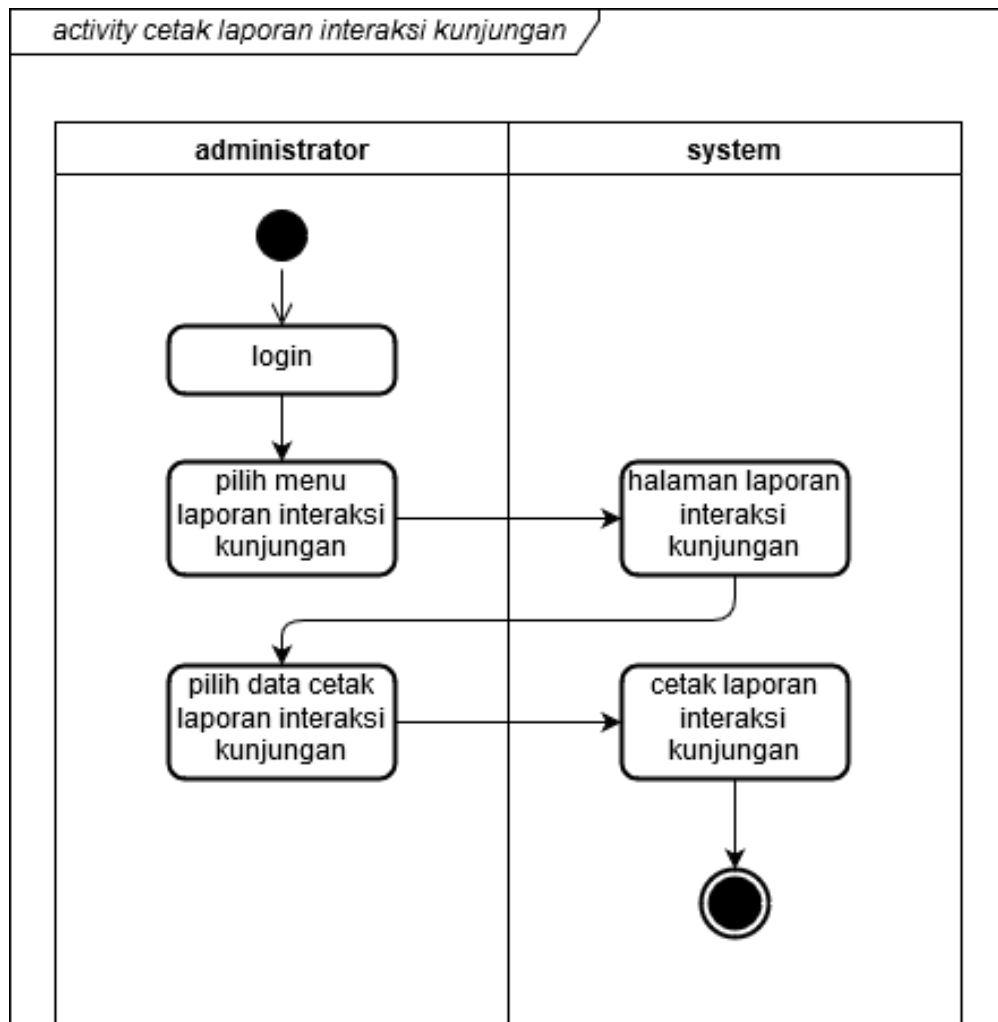 activity cetak laporan interaksi kunjungan
administrator
system
login
pilih menu
laporan interaksi
kunjungan
halaman laporan
interaksi
kunjungan
pilih data cetak
laporan interaksi
kunjungan
cetak laporan
interaksi
kunjungan